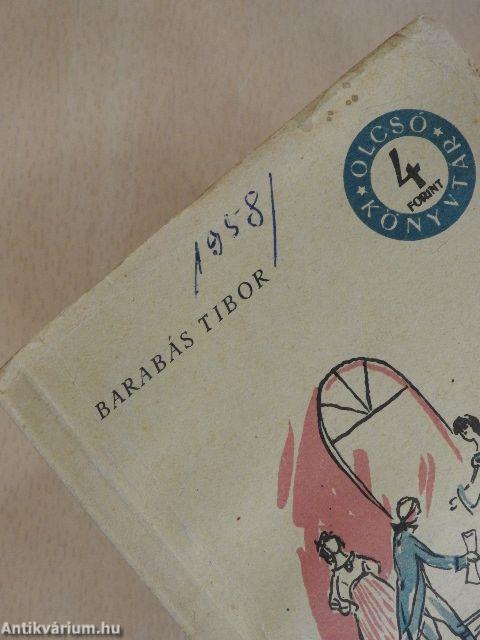 ★ OLCSÓ ★ KÖNYVTÁR
4
FORINT
1958/
BARABÁS TIBOR
Antikvárium.hu